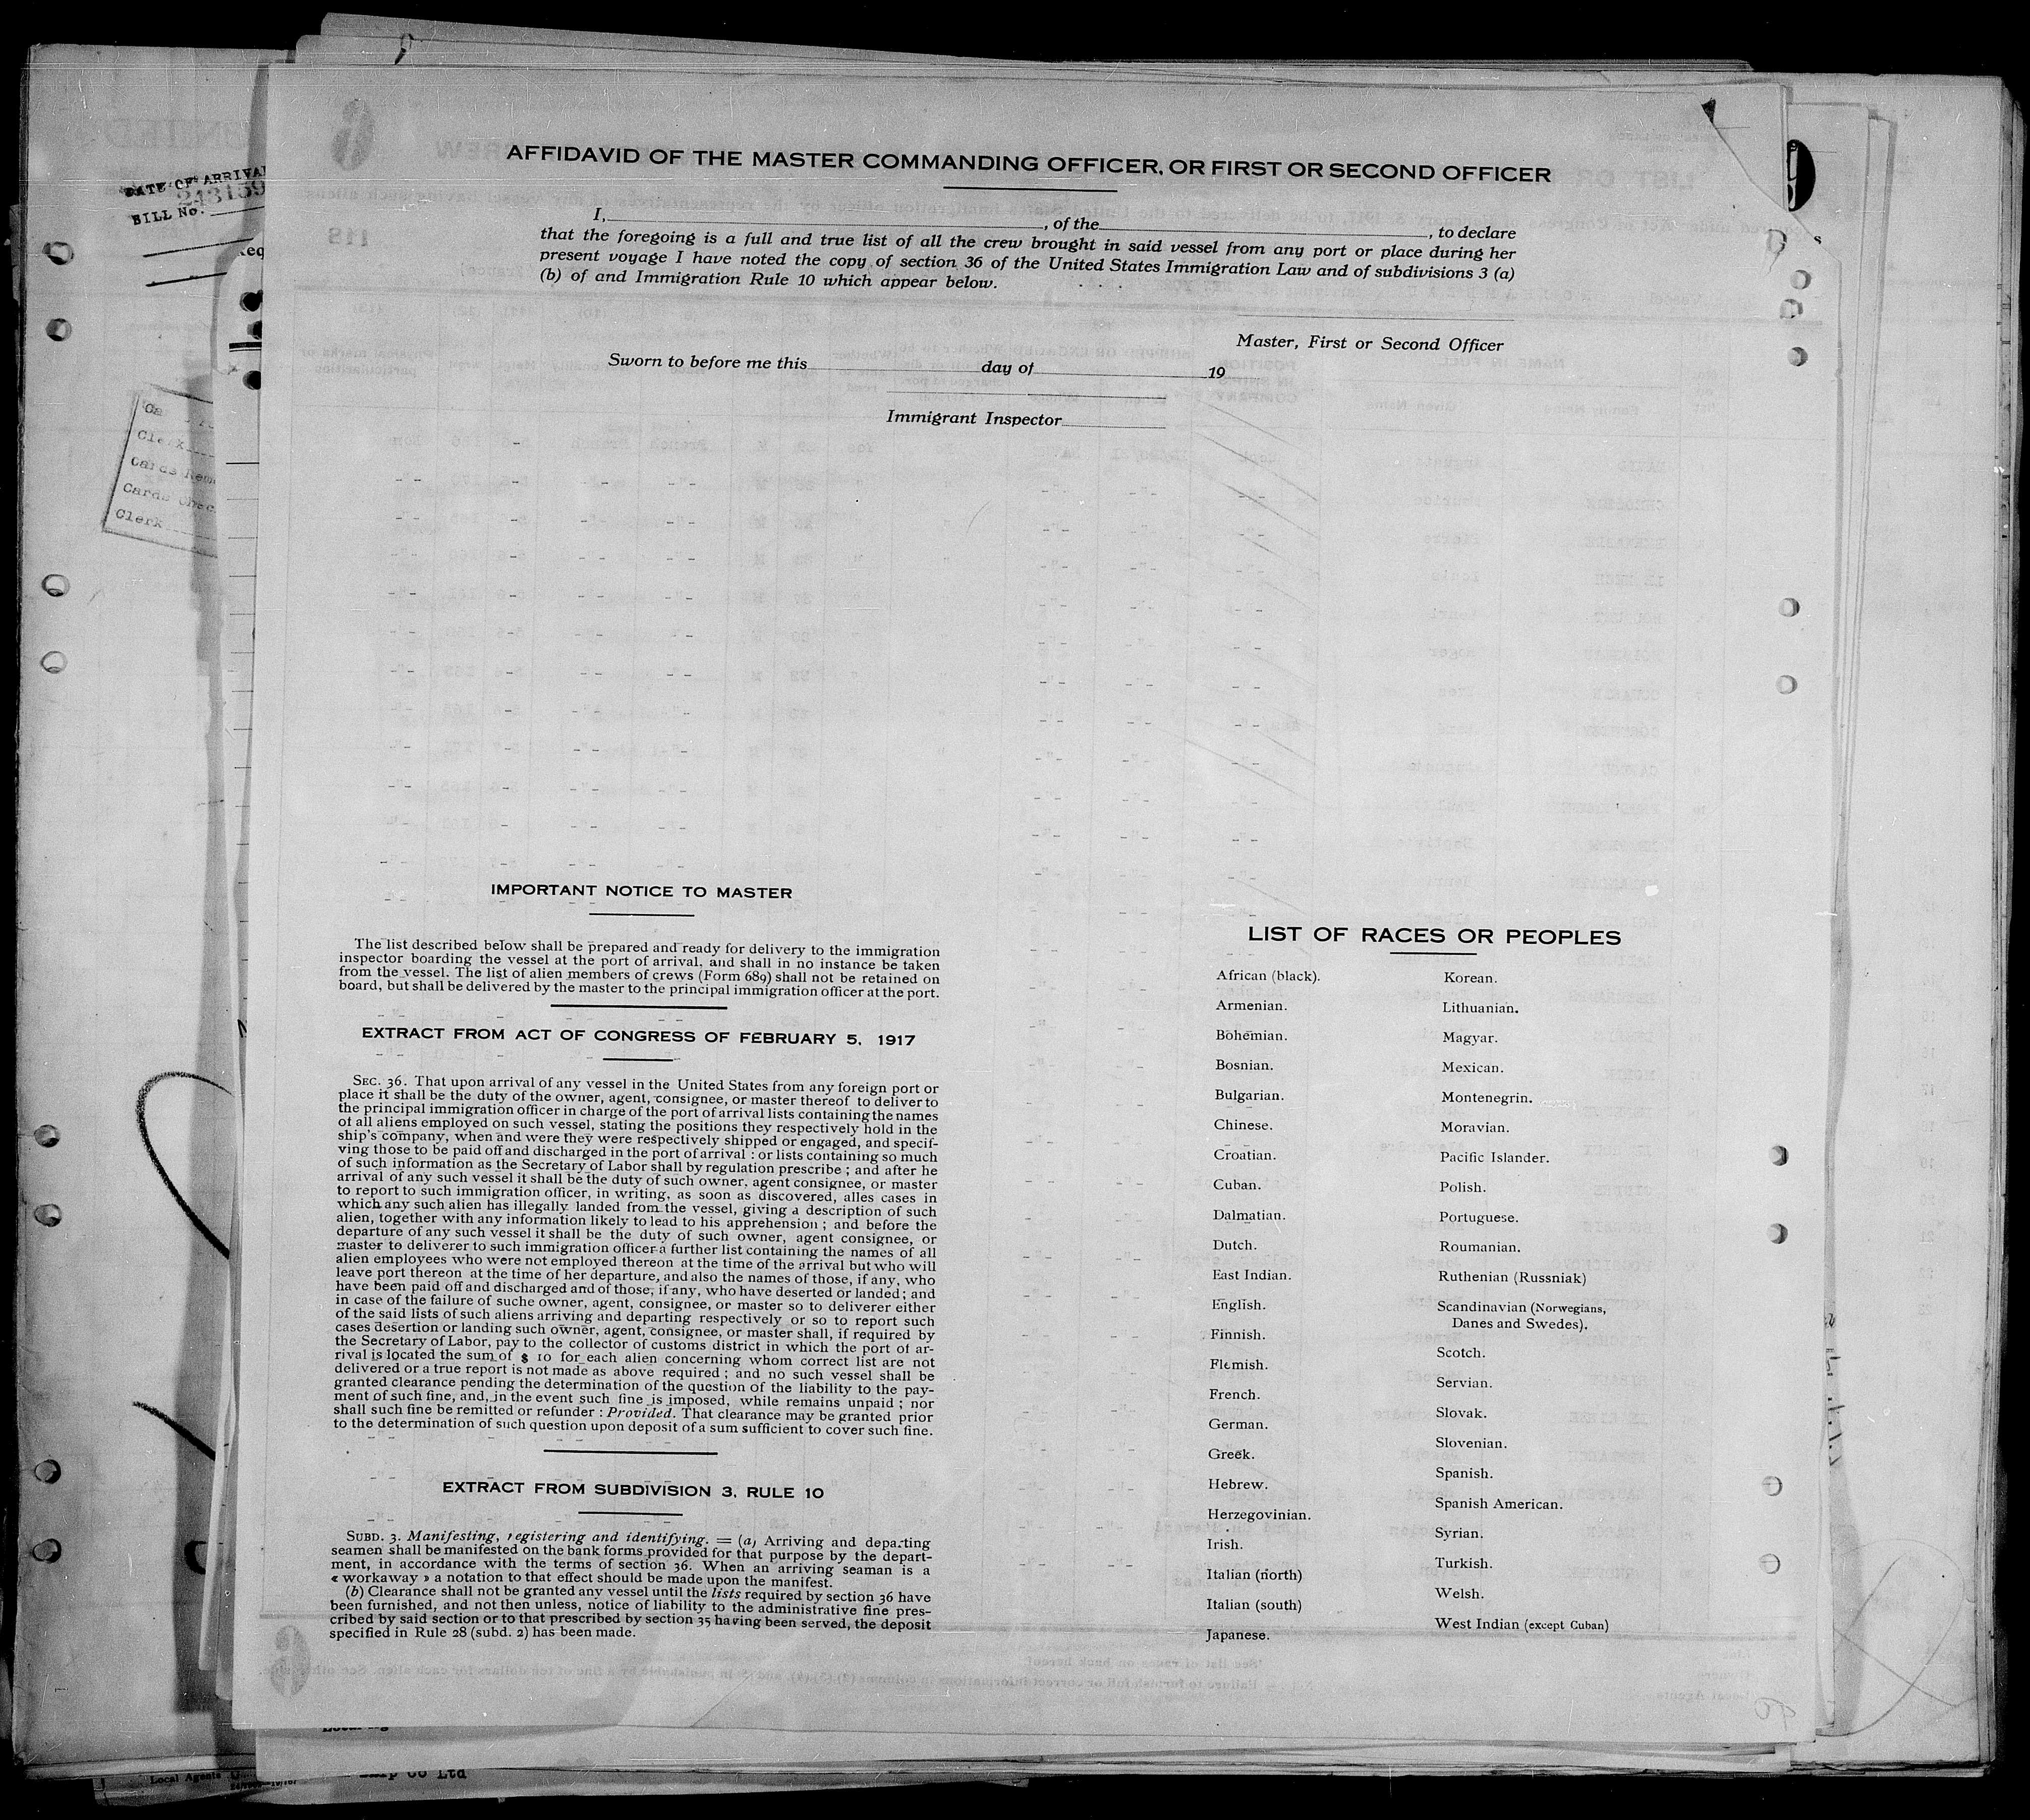 DATE OF ARRIVAL
243159
BILL No.
Clerk
Cards
Clerk
AFFIDAVID OF THE MASTER COMMANDING OFFICER, OR FIRST OR SECOND OFFICER
I, , of the , to declare
that the foregoing is a full and true list of all the crew brought in said vessel from any port or place during her
present voyage I have noted the copy of section 36 of the United States Immigration Law and of subdivisions 3 (a)
(b) of and Immigration Rule 10 which appear below.
Master, First or Second Officer
Sworn to before me this day of 19
Immigrant Inspector
IMPORTANT NOTICE TO MASTER
The list described below shall be prepared and ready for delivery to the immigration
inspector boarding the vessel at the port of arrival, and shall in no instance be taken
from the vessel. The list of alien members of crews (Form 689) shall not be retained on
board, but shall be delivered by the master to the principal immigration officer at the port.
EXTRACT FROM ACT OF CONGRESS OF FEBRUARY 5, 1917
SEC. 36. That upon arrival of any vessel in the United States from any foreign port or
place it shall be the duty of the owner, agent, consignee, or master thereof to deliver to
the principal immigration officer in charge of the port of arrival lists containing the names
of all aliens employed on such vessel, stating the positions they respectively hold in the
ship's company, when and were they were respectively shipped or engaged, and specif-
ving those to be paid off and discharged in the port of arrival : or lists containing so much
of such information as the Secretary of Labor shall by regulation prescribe ; and after he
arrival of any such vessel it shall be the duty of such owner, agent consignee, or master
to report to such immigration officer, in writing, as soon as discovered, alles cases in
which any such alien has illegally landed from the vessel, giving a description of such
alien, together with any information likely to lead to his apprehension ; and before the
departure of any such vessel it shall be the duty of such owner, agent consignee, or
master to deliverer to such immigration officer a further list containing the names of all
alien employees who were not employed thereon at the time of the arrival but who will
leave port thereon at the time of her departure, and also the names of those, if any, who
have been paid off and discharged and of those, if any, who have deserted or landed ; and
in case of the failure of suche owner, agent, consignee, or master so to deliverer either
of the said lists of such aliens arriving and departing respectively or so to report such
cases desertion or landing such owner, agent, consignee, or master shall, if required by
the Secretary of Labor, pay to the collector of customs district in which the port of ar-
rival is located the sum of $ 10 for each alien concerning whom correct list are not
delivered or a true report is not made as above required ; and no such vessel shall be
granted clearance pending the determination of the question of the liability to the pay-
ment of such fine, and, in the event such fine is imposed, while remains unpaid ; nor
shall such fine be remitted or refunder : Provided. That clearance may be granted prior
to the determination of such question upon deposit of a sum sufficient to cover such fine.
EXTRACT FROM SUBDIVISION 3, RULE 10
SUBD. 3. Manifesting, registering and identifying. = (a) Arriving and departing
seamen shall be manifested on the bank forms provided for that purpose by the depart-
ment, in accordance with the terms of section 36. When an arriving seaman is a
« workaway » a notation to that effect should be made upon the manifest.
(b) Clearance shall not be granted any vessel until the lists required by section 36 have
been furnished, and not then unless, notice of liability to the administrative fine pres-
cribed by said section or to that prescribed by section 35 having been served, the deposit
specified in Rule 28 (subd. 2) has been made.
LIST OF RACES OR PEOPLES
African (black).
Armenian.
Bohemian.
Bosnian.
Bulgarian.
Chinese.
Croatian.
Cuban.
Dalmatian.
Dutch.
East Indian.
English.
Finnish.
Flemish.
French.
German.
Greek.
Hebrew.
Herzegovinian.
Irish.
Italian (north)
Italian (south)
Japanese.
Korean.
Lithuanian.
Magyar.
Mexican.
Montenegrin.
Moravian.
Pacific Islander.
Polish.
Portuguese.
Roumanian.
Ruthenian (Russniak)
Scandinavian (Norwegians,
Danes and Swedes).
Scotch.
Servian.
Slovak.
Slovenian.
Spanish.
Spanish American.
Syrian.
Turkish.
Welsh.
West Indian (except Cuban)
Local Agents
Co Ltd